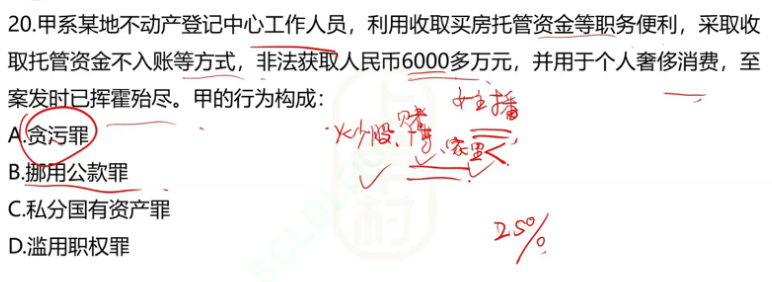 20.甲系某地不动产登记中心工作人员，利用收取买房托管资金等职务便利，采取收
取托管资金不入账等方式，非法获取人民币6000多万元，并用于个人奢侈消费，至
案发时已挥霍殆尽。甲的行为构成：
女主播
A.贪污罪
炒股、赌博、家里
B.挪用公款罪
C.私分国有资产罪
D.滥用职权罪
25%